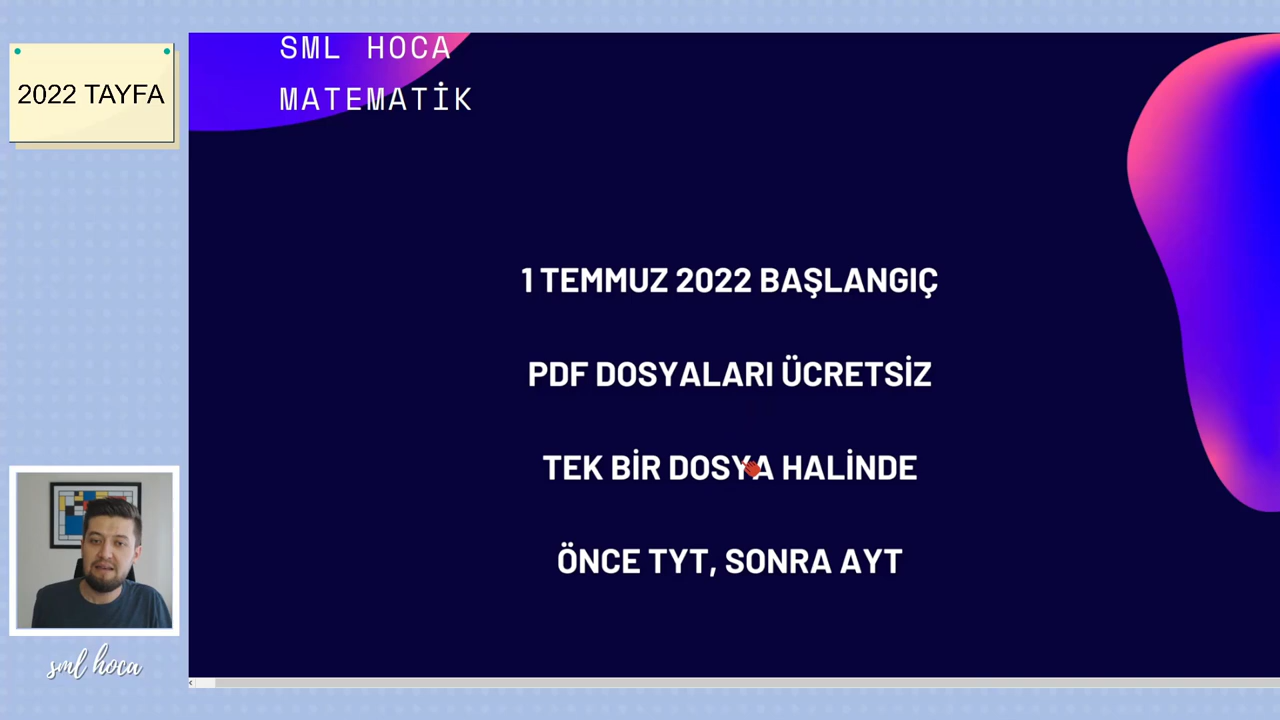 2022 TAYFA
SML HOCA
MATEMATİK
1 TEMMUZ 2022 BAŞLANGIÇ
PDF DOSYALARI ÜCRETSİZ
TEK BİR DOSYA HALİNDE
ÖNCE TYT, SONRA AYT
sml hoca